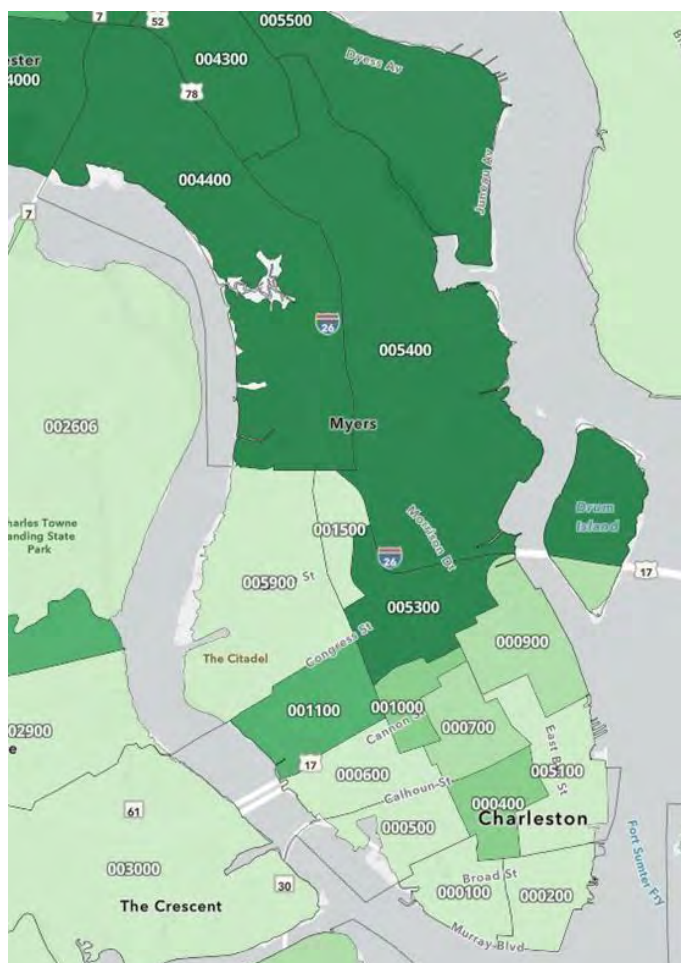 7
52
005500
004300
Dyess Av
ester
4000
78
Juneau Av
004400
7
26
005400
002606
Myers
Drum
Island
harles Towne
anding State
Park
001500
Morrison Dr
26
005900
St
17
005300
000900
Congress St
The Citadel
001100
001000
Cannon St
000700
02900
e
17
000600
East B
St
005100
Calhoun St
000400
61
Charleston
000500
003000
Broad St
30
000100
000200
Fort Sumter Fry
The Crescent
Murray Blvd